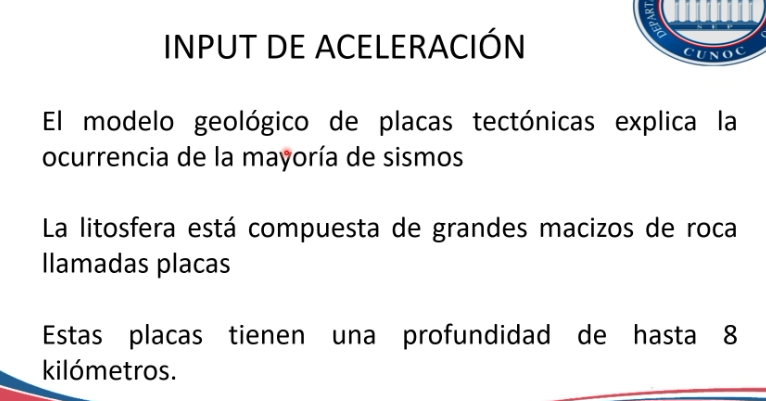 INPUT DE ACELERACIÓN
DEPART
CUNOC
El modelo geológico de placas tectónicas explica la
ocurrencia de la mayoría de sismos
La litosfera está compuesta de grandes macizos de roca
llamadas placas
Estas placas tienen una profundidad de hasta 8
kilómetros.